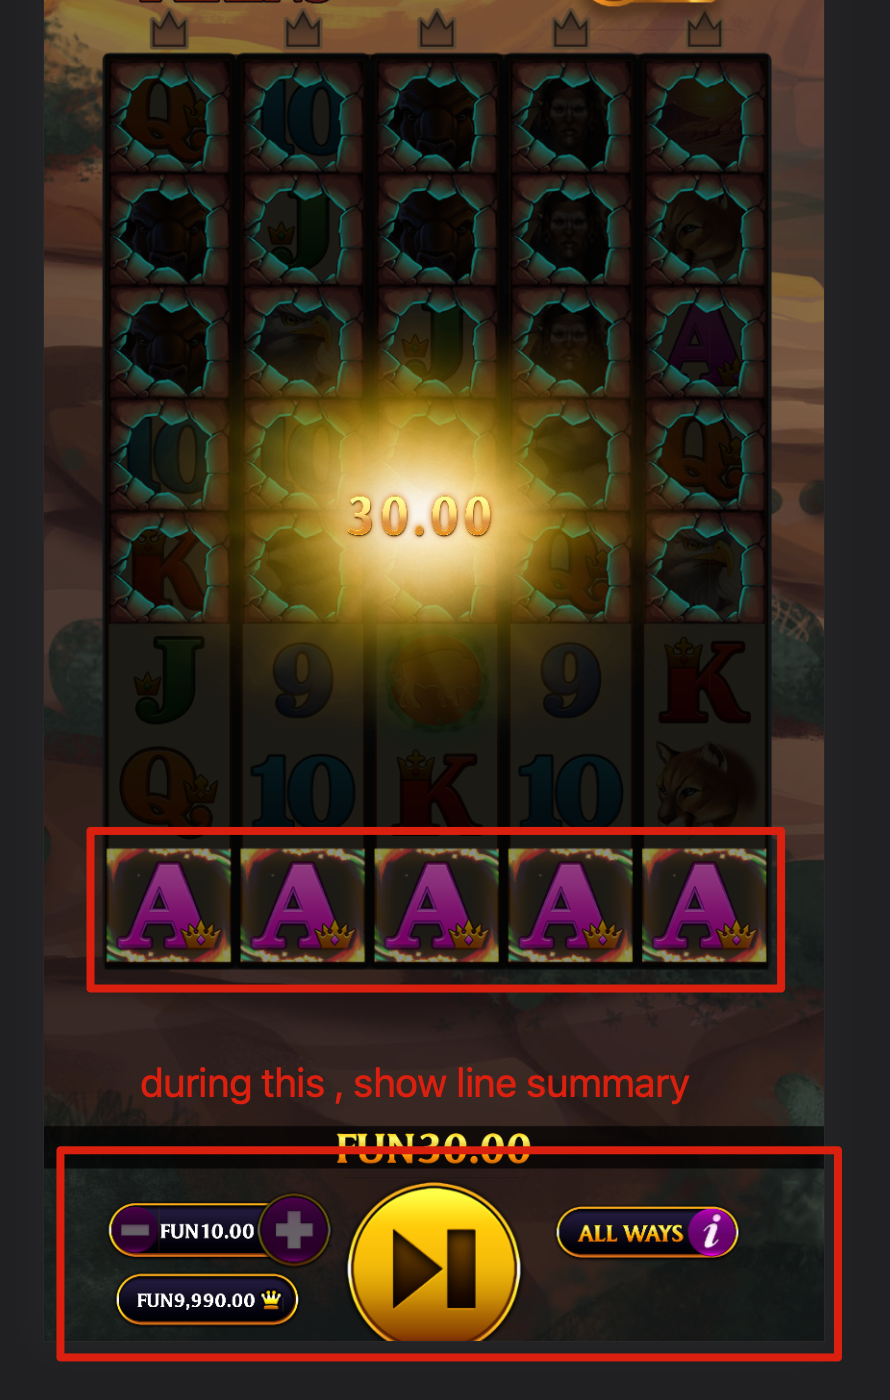 Q 10
J
J A
10 10 Q
K Q
30.00
J 9 9 K
Q 10 K 10
A A A A A
during this , show line summary
FUN30.00
FUN10.00
ALL WAYS i
FUN9,990.00